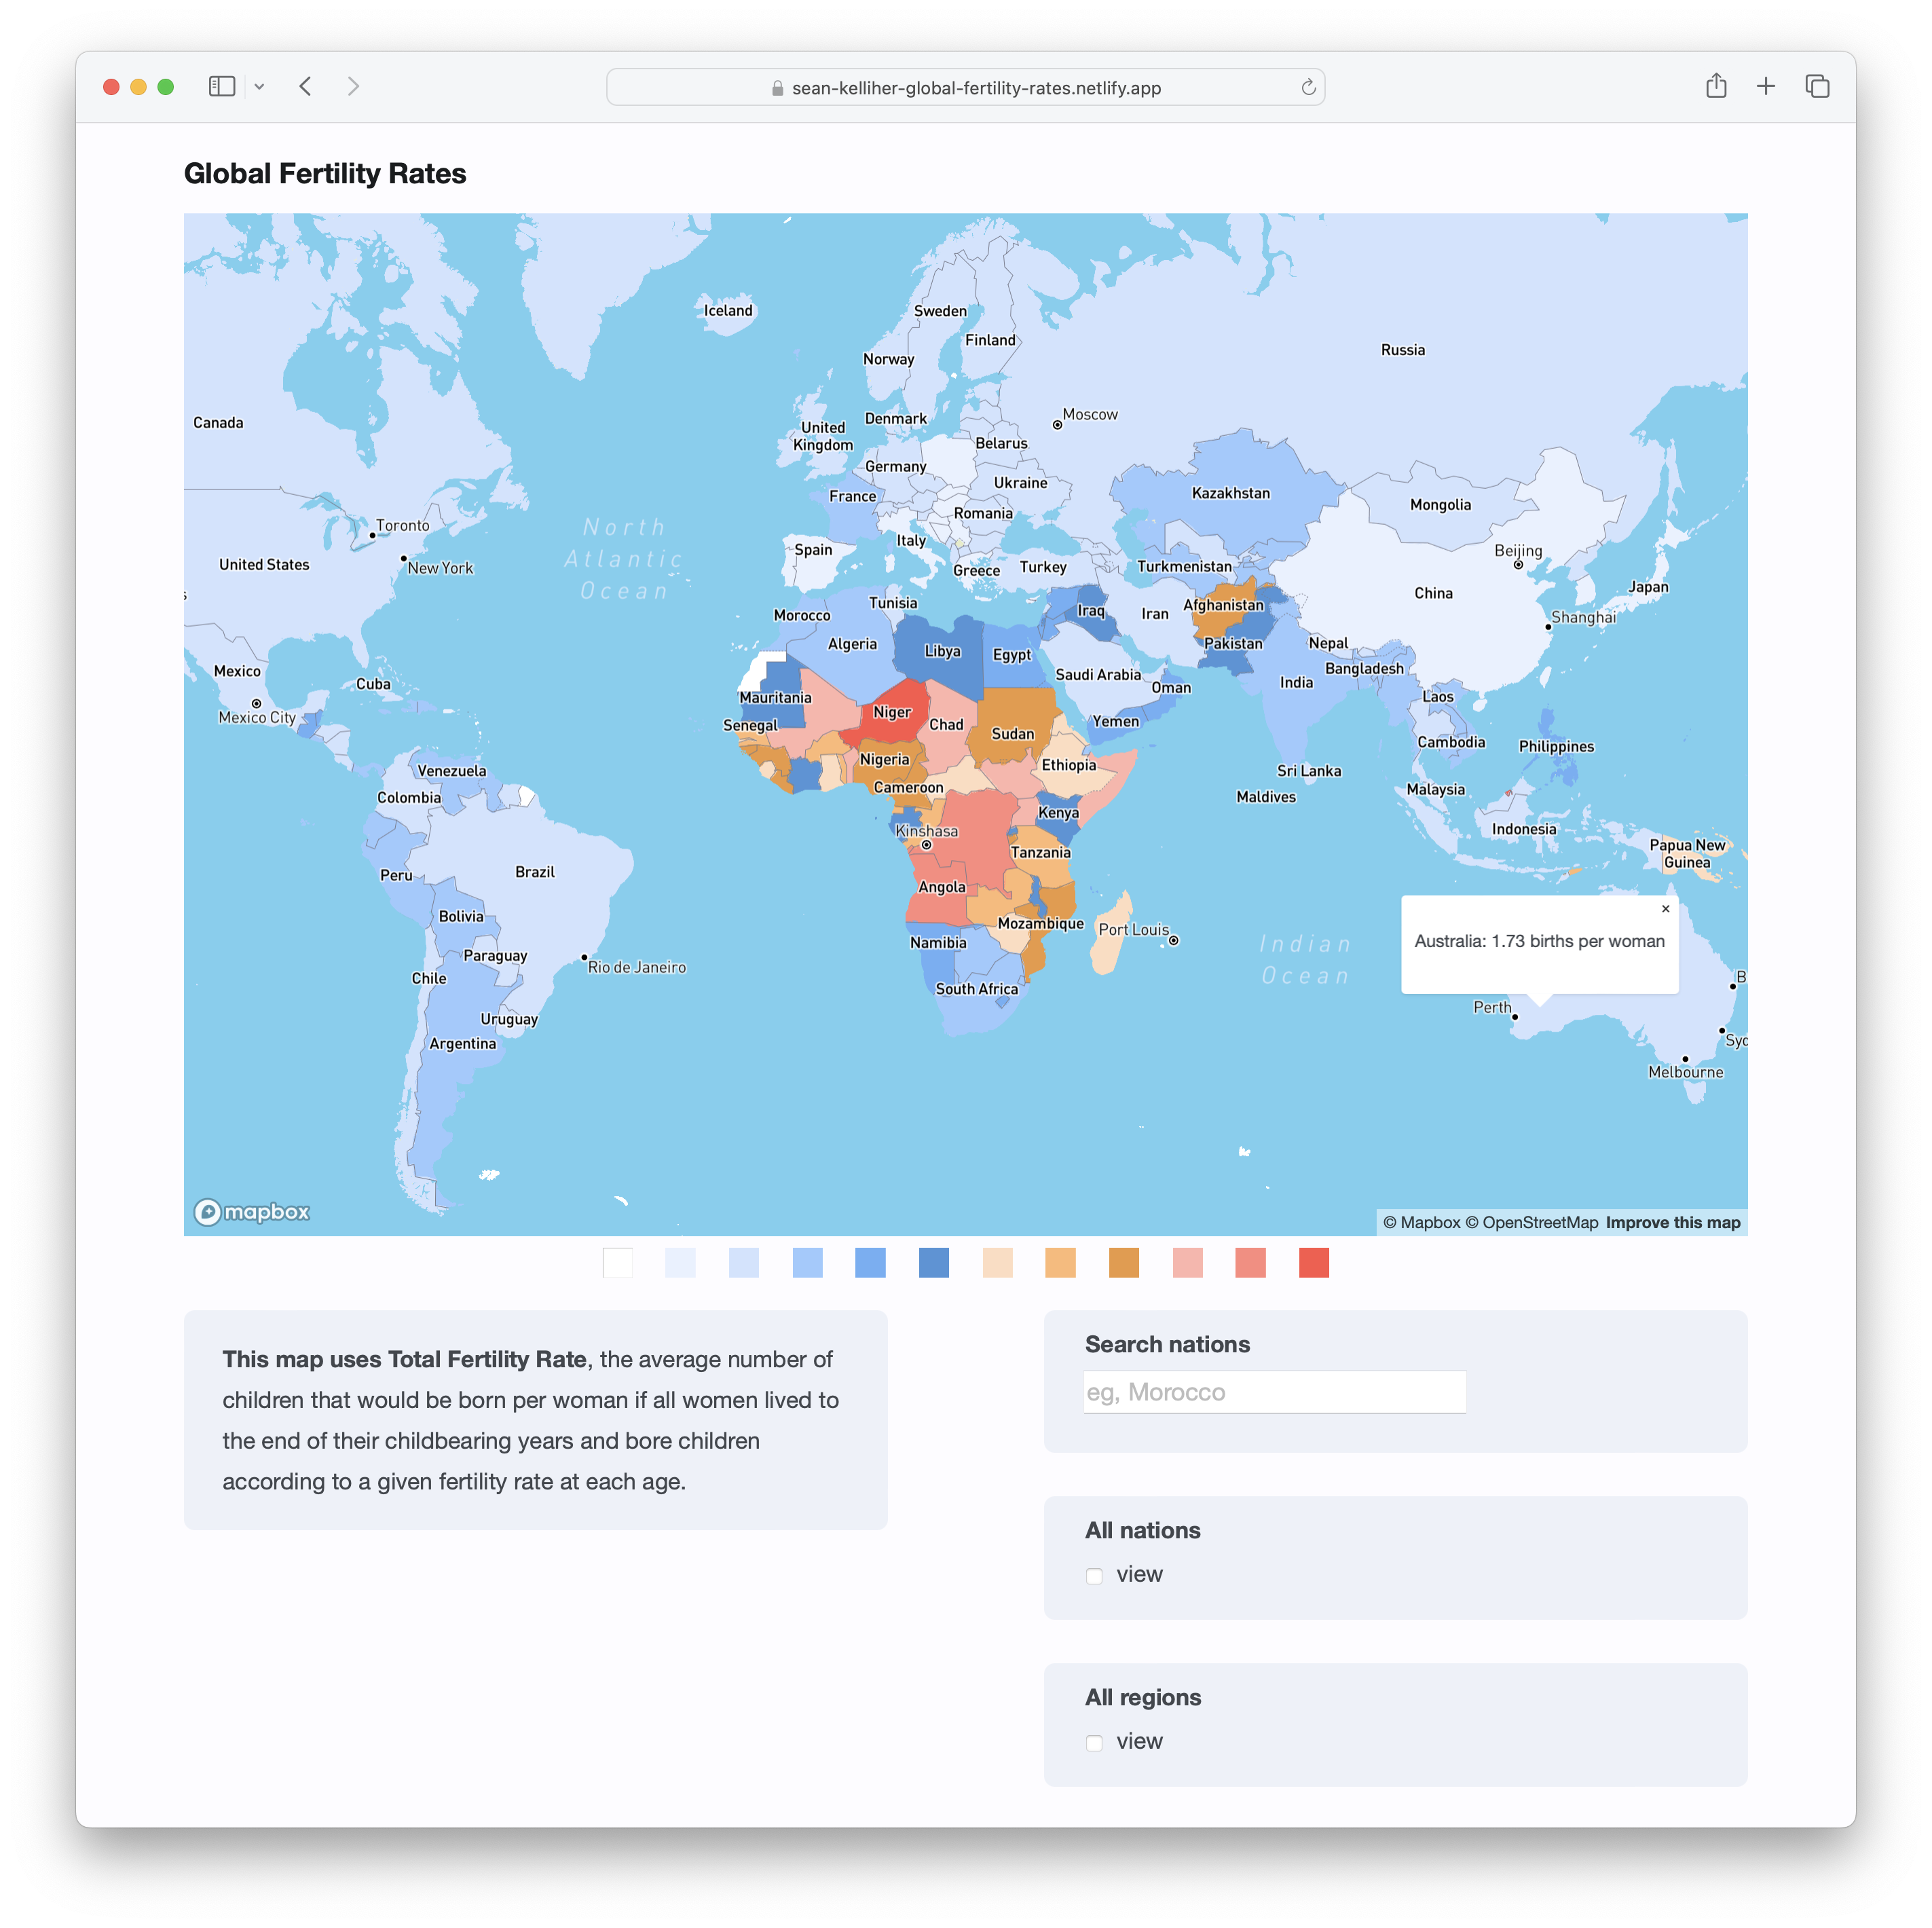 sean-kelliher-global-fertility-rates.netlify.app
Global Fertility Rates
Iceland
Sweden
Finland
Norway
Russia
Canada
Denmark
Moscow
United
Kingdom
Belarus
Germany
Ukraine
France
Kazakhstan
Mongolia
Romania
North
Atlantic
Ocean
Toronto
New York
United States
Spain
Italy
Greece
Turkey
Turkmenistan
Beijing
China
Japan
Tunisia
Morocco
Iraq
Iran
Afghanistan
Shanghai
Algeria
Libya
Egypt
Pakistan
Nepal
Bangladesh
Mexico
Cuba
Mexico City
Saudi Arabia
Oman
India
Laos
Mauritania
Senegal
Niger
Chad
Sudan
Yemen
Cambodia
Philippines
Nigeria
Ethiopia
Sri Lanka
Venezuela
Colombia
Cameroon
Maldives
Malaysia
Kenya
Kinshasa
Indonesia
Tanzania
Papua New
Guinea
Peru
Brazil
Angola
Bolivia
Mozambique
Port Louis
Namibia
Indian
Ocean
×
Australia: 1.73 births per woman
Paraguay
Chile
Rio de Janeiro
South Africa
B
Perth
Uruguay
Argentina
Syd
Melbourne
mapbox
© Mapbox © OpenStreetMap Improve this map
This map uses Total Fertility Rate, the average number of
children that would be born per woman if all women lived to
the end of their childbearing years and bore children
according to a given fertility rate at each age.
Search nations
eg, Morocco
All nations
view
All regions
view